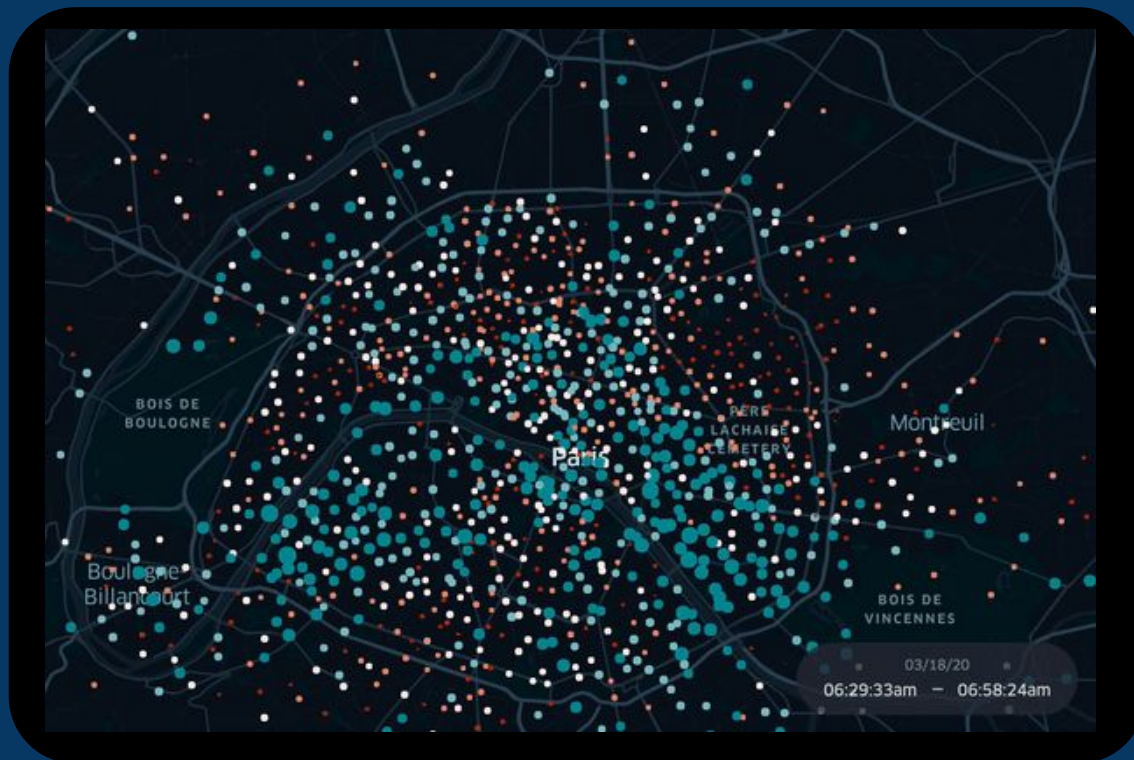 BOIS DE
BOULOGNE
PÈRE
LACHAISE
CEMETERY
Montreuil
Paris
Boulogne-
Billancourt
BOIS DE
VINCENNES
03/18/20
06:29:33am – 06:58:24am